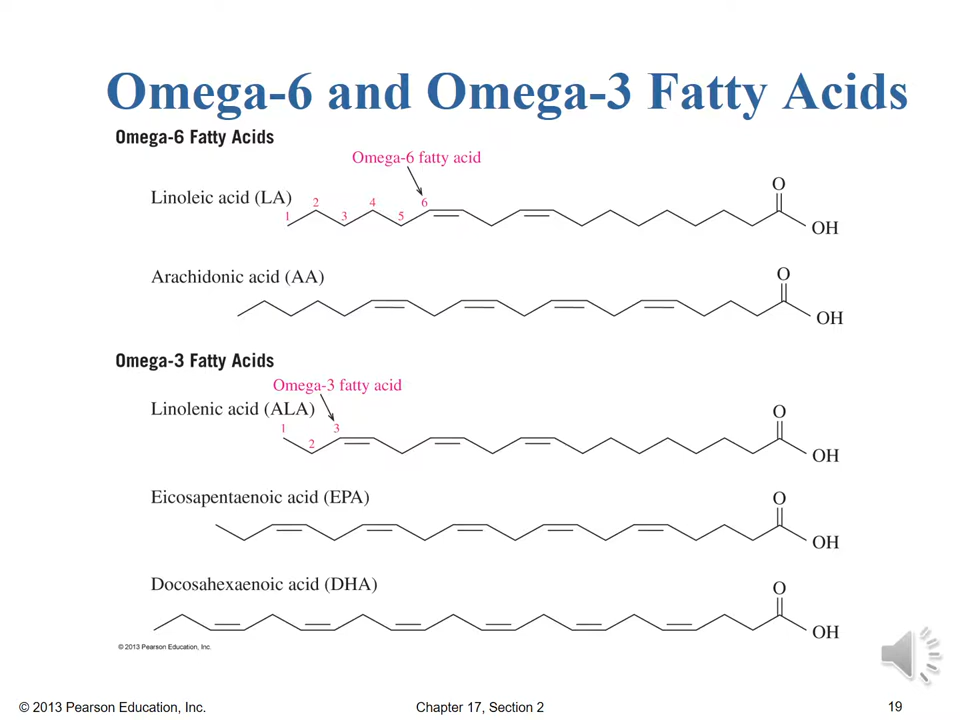 Omega-6 and Omega-3 Fatty Acids
Omega-6 Fatty Acids
Omega-6 fatty acid
Linoleic acid (LA)
1 2 3 4 5 6
O
OH
Arachidonic acid (AA)
O
OH
Omega-3 Fatty Acids
Omega-3 fatty acid
Linolenic acid (ALA)
1 2 3
O
OH
Eicosapentaenoic acid (EPA)
O
OH
Docosahexaenoic acid (DHA)
O
OH
© 2013 Pearson Education, Inc.
© 2013 Pearson Education, Inc. Chapter 17, Section 2 19